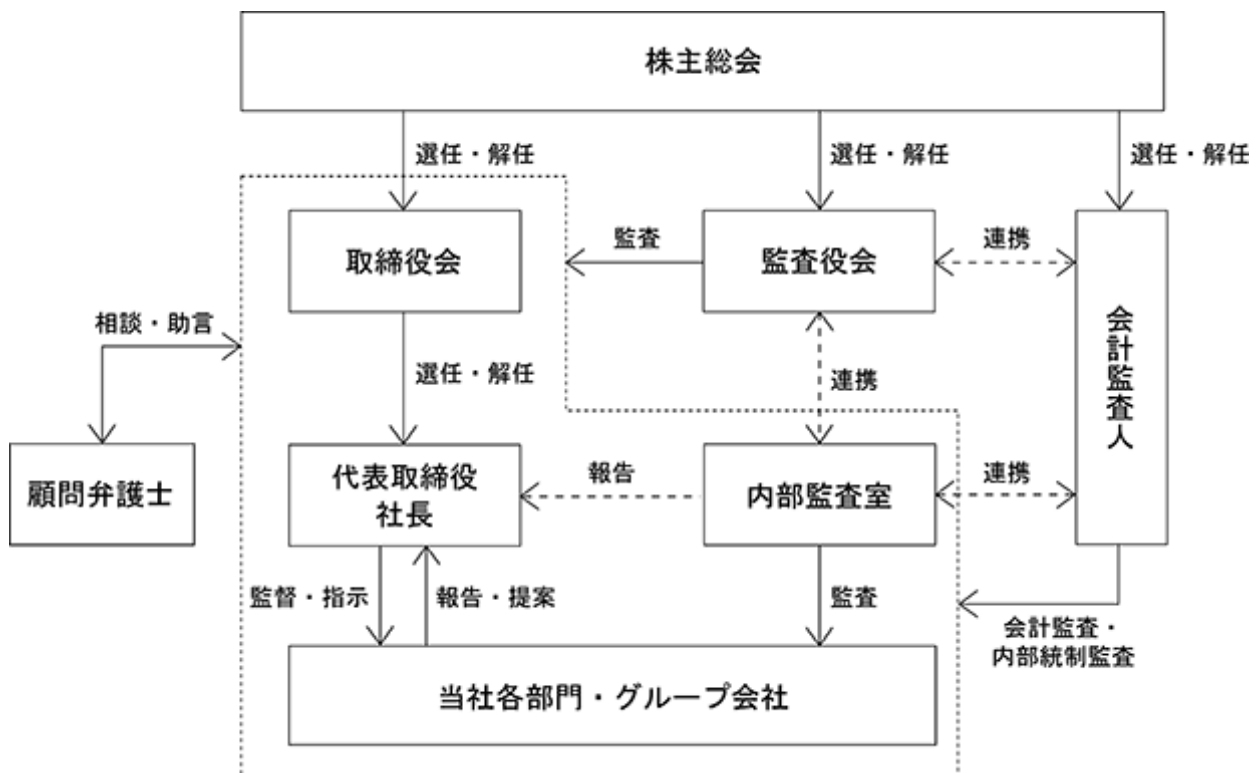 株主総会
選任・解任
選任・解任
選任・解任
取締役会
監査
監査役会
連携
相談・助言
選任・解任
連携
会計監査人
顧問弁護士
代表取締役
社長
報告
内部監査室
連携
監督・指示
報告・提案
監査
会計監査・
内部統制監査
当社各部門・グループ会社